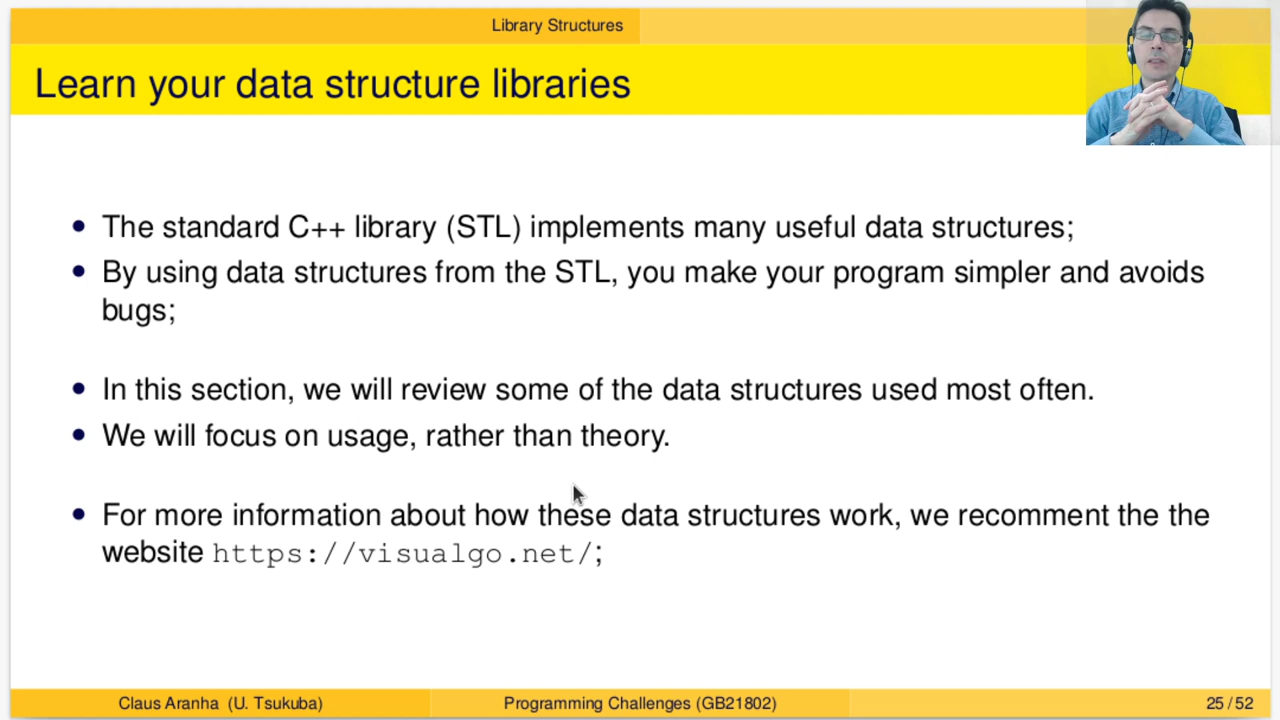 Library Structures
Learn your data structure libraries
• The standard C++ library (STL) implements many useful data structures;
• By using data structures from the STL, you make your program simpler and avoids
bugs;
• In this section, we will review some of the data structures used most often.
• We will focus on usage, rather than theory.
• For more information about how these data structures work, we recomment the the
website https://visualgo.net/;
Claus Aranha (U. Tsukuba) Programming Challenges (GB21802) 25 / 52